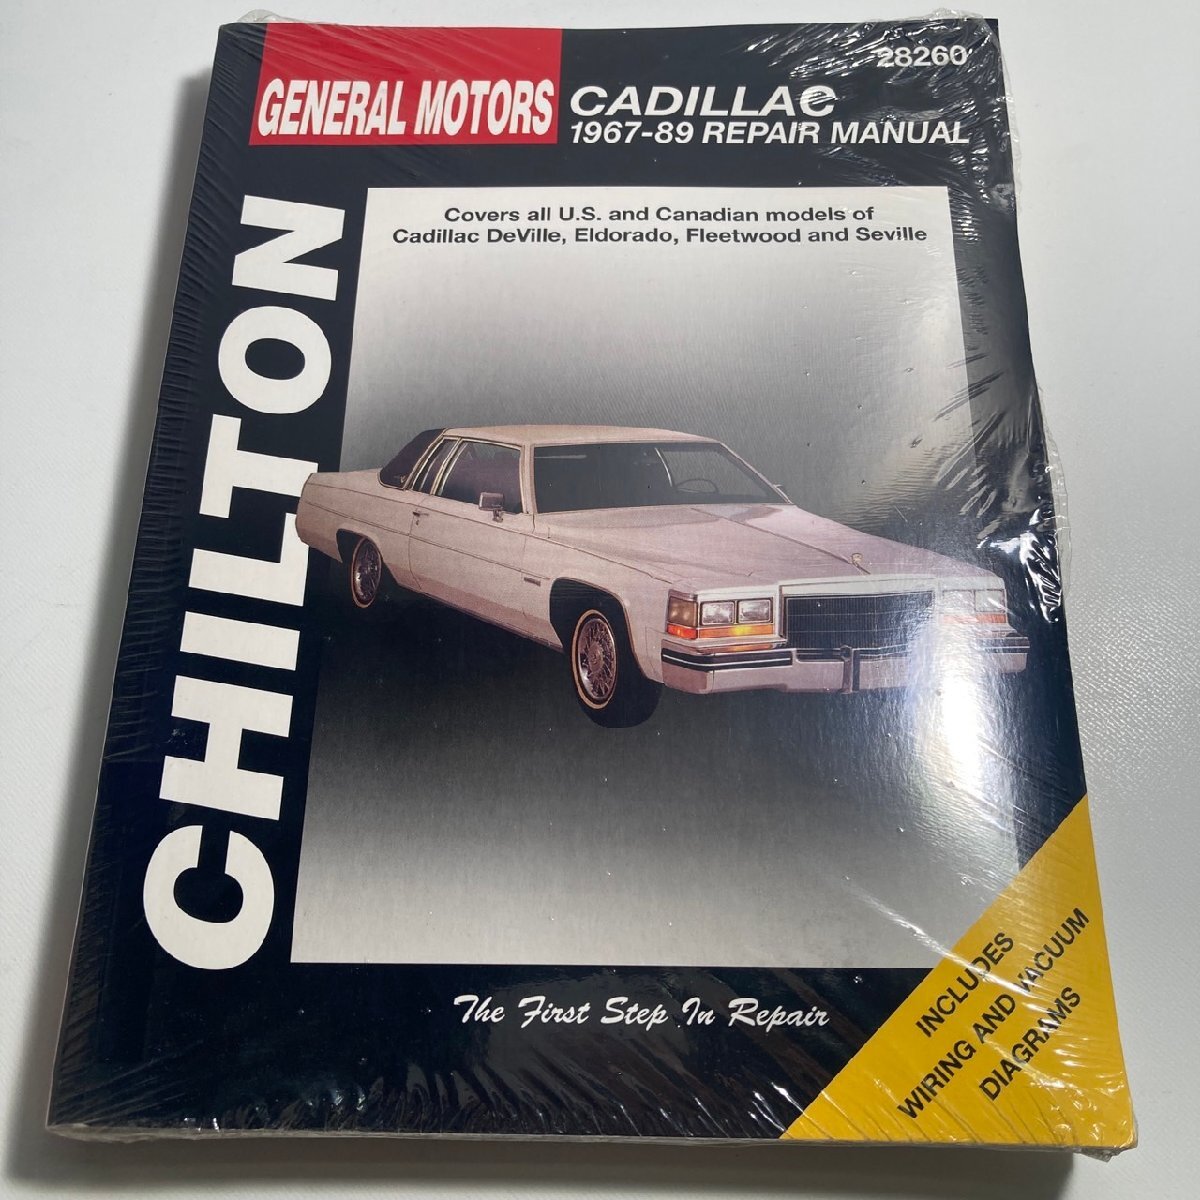 28260
GENERAL MOTORS
CADILLAC
1967-89 REPAIR MANUAL
Covers all U.S. and Canadian models of
Cadillac DeVille, Eldorado, Fleetwood and Seville
CHILTON
The First Step In Repair
INCLUDES
WIRING AND VACUUM
DIAGRAMS